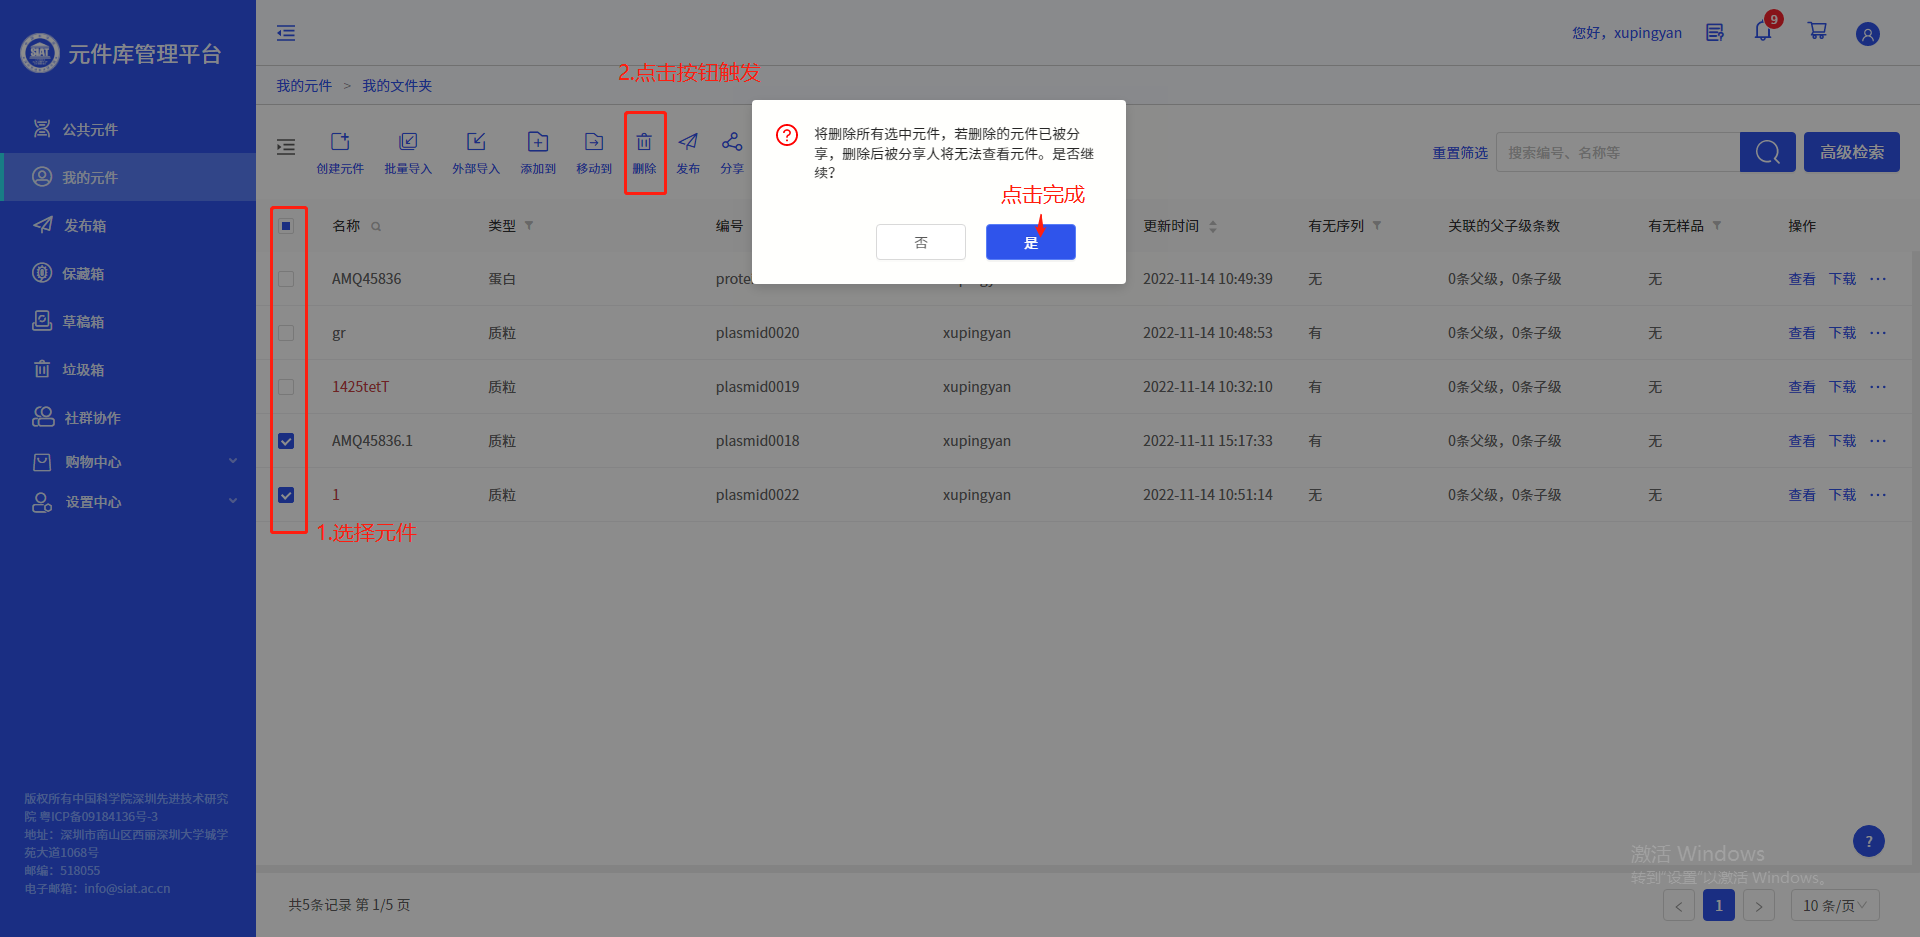 SIAT
元件库管理平台
公共元件
我的元件
发布箱
保藏箱
草稿箱
垃圾箱
社群协作
购物中心
设置中心
版权所有中国科学院深圳先进技术研究
院 粤ICP备09184136号-3
地址：深圳市南山区西丽深圳大学城学
苑大道1068号
邮编：518055
电子邮箱：info@siat.ac.cn
您好，xupingyan
9
我的元件 > 我的文件夹
2.点击按钮触发
创建元件 批量导入 外部导入 添加到 移动到 删除 发布 分享
重置筛选 搜索编号、名称等 高级检索
将删除所有选中元件，若删除的元件已被分
享，删除后被分享人将无法查看元件。是否继
续？
点击完成
否 是
名称 类型 编号 更新时间 有无序列 关联的父子级条数 有无样品 操作
AMQ45836 蛋白 prote 2022-11-14 10:49:39 无 0条父级，0条子级 无 查看 下载 ···
gr 质粒 plasmid0020 xupingyan 2022-11-14 10:48:53 有 0条父级，0条子级 无 查看 下载 ···
1425tetT 质粒 plasmid0019 xupingyan 2022-11-14 10:32:10 有 0条父级，0条子级 无 查看 下载 ···
AMQ45836.1 质粒 plasmid0018 xupingyan 2022-11-11 15:17:33 有 0条父级，0条子级 无 查看 下载 ···
1 质粒 plasmid0022 xupingyan 2022-11-14 10:51:14 无 0条父级，0条子级 无 查看 下载 ···
1.选择元件
?
激活 Windows
转到“设置”以激活 Windows。
共5条记录 第 1/5 页
< 1 > 10 条/页